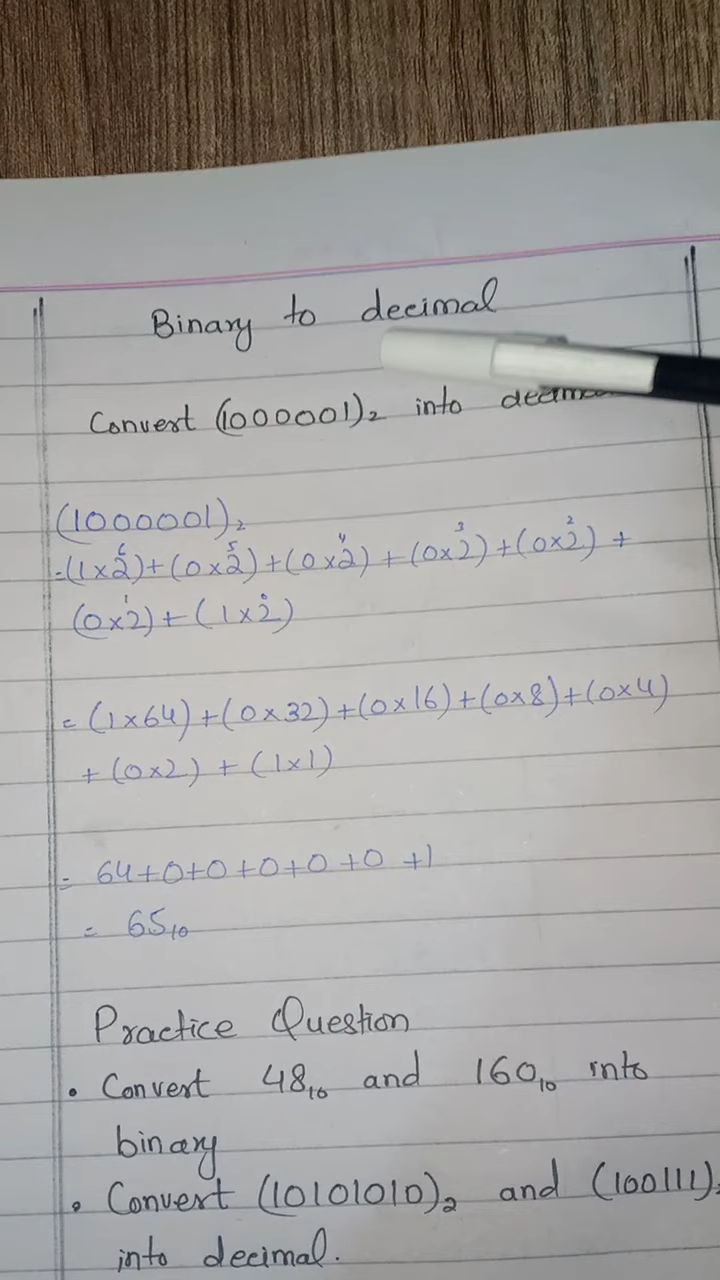 Binary to decimal
Convert (1000001)₂ into
(1000001)₂
=(1×2⁶)+(0×2⁵)+(0×2⁴)+(0×2³)+(0×2²)+
(0×2¹)+(1×2⁰)
=(1×64)+(0×32)+(0×16)+(0×8)+(0×4)
+(0×2)+(1×1)
= 64+0+0+0+0+0+1
= 65₁₀
Practice Question
• Convert 48₁₀ and 160₁₀ into
binary
• Convert (10101010)₂ and (100111)₂
into decimal.